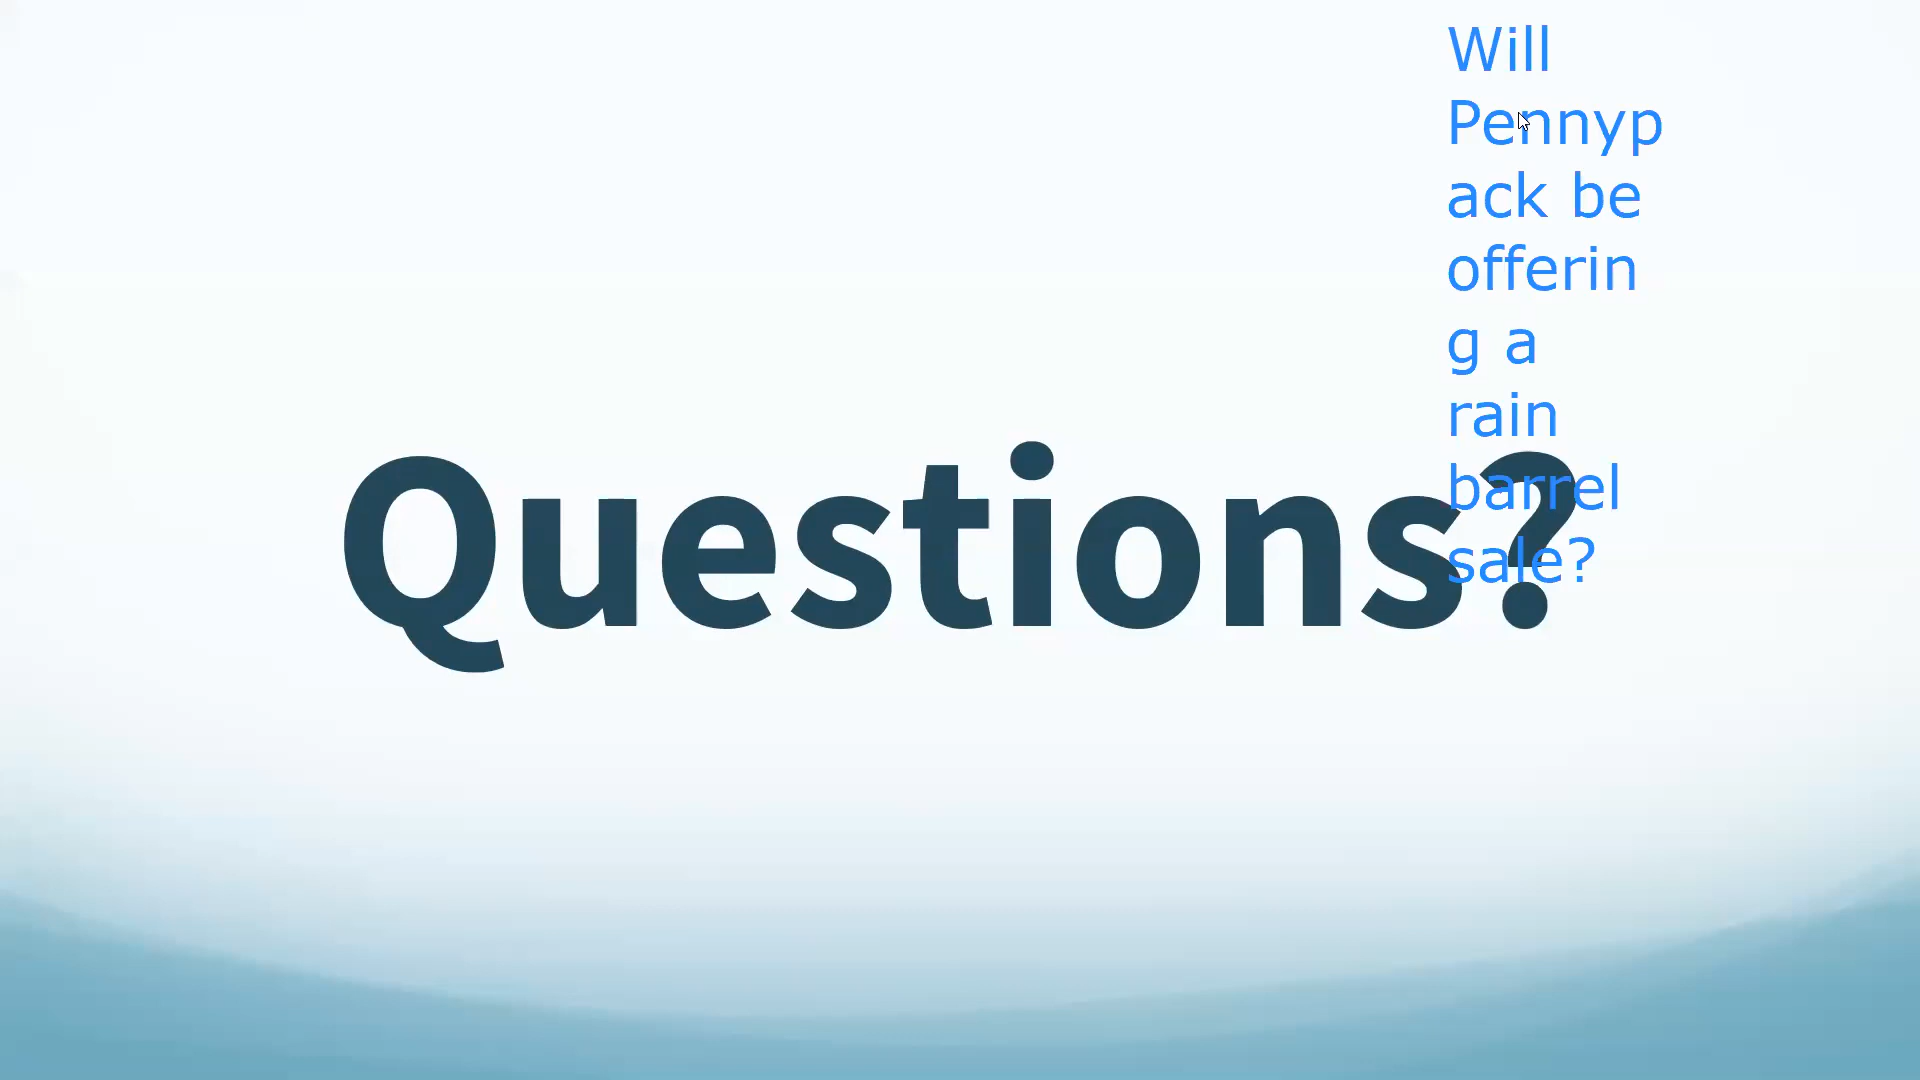 Will
Pennyp
ack be
offerin
g a
rain
barrel
sale?
Questions?